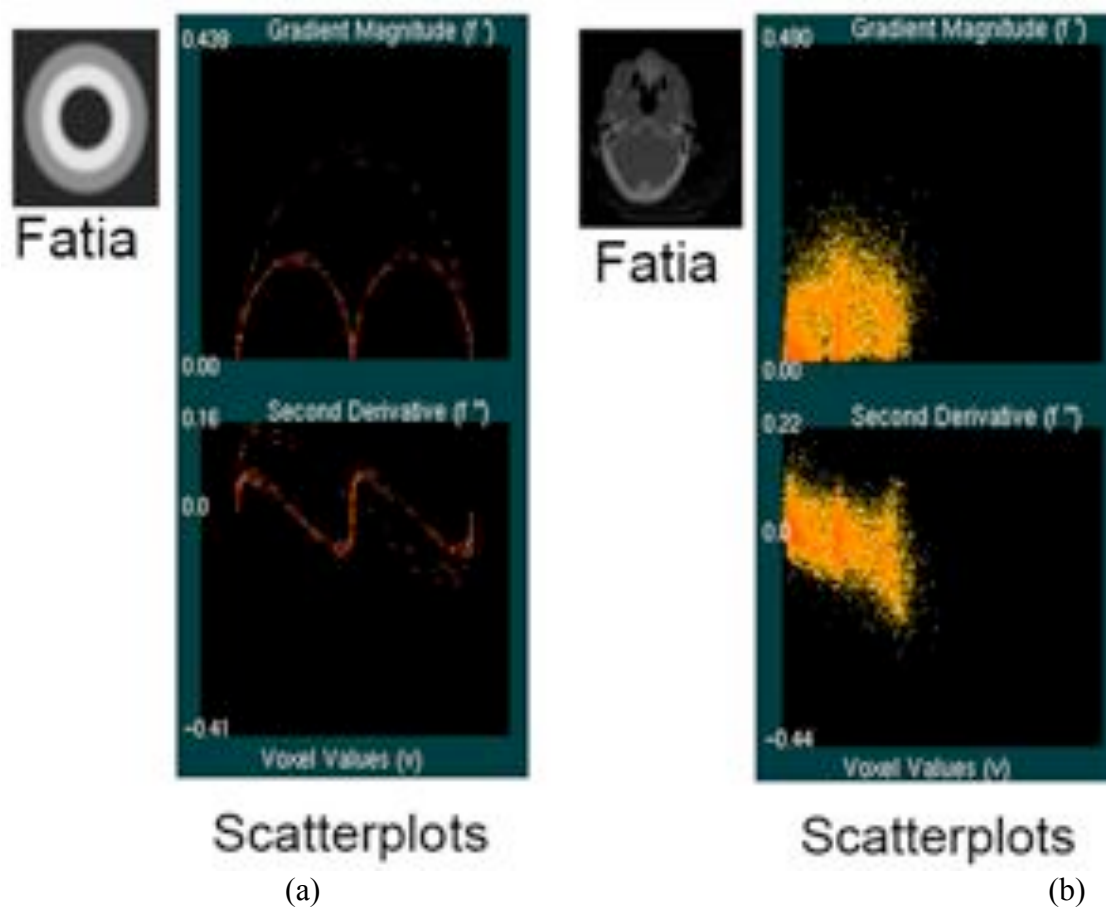 0.439
Gradient Magnitude (f ')
Fatia
0.00
0.16
Second Derivative (f '')
0.0
-0.41
Voxel Values (v)
Scatterplots
(a)
0.490
Gradient Magnitude (f ')
Fatia
0.00
0.22
Second Derivative (f '')
0.0
-0.44
Voxel Values (v)
Scatterplots
(b)